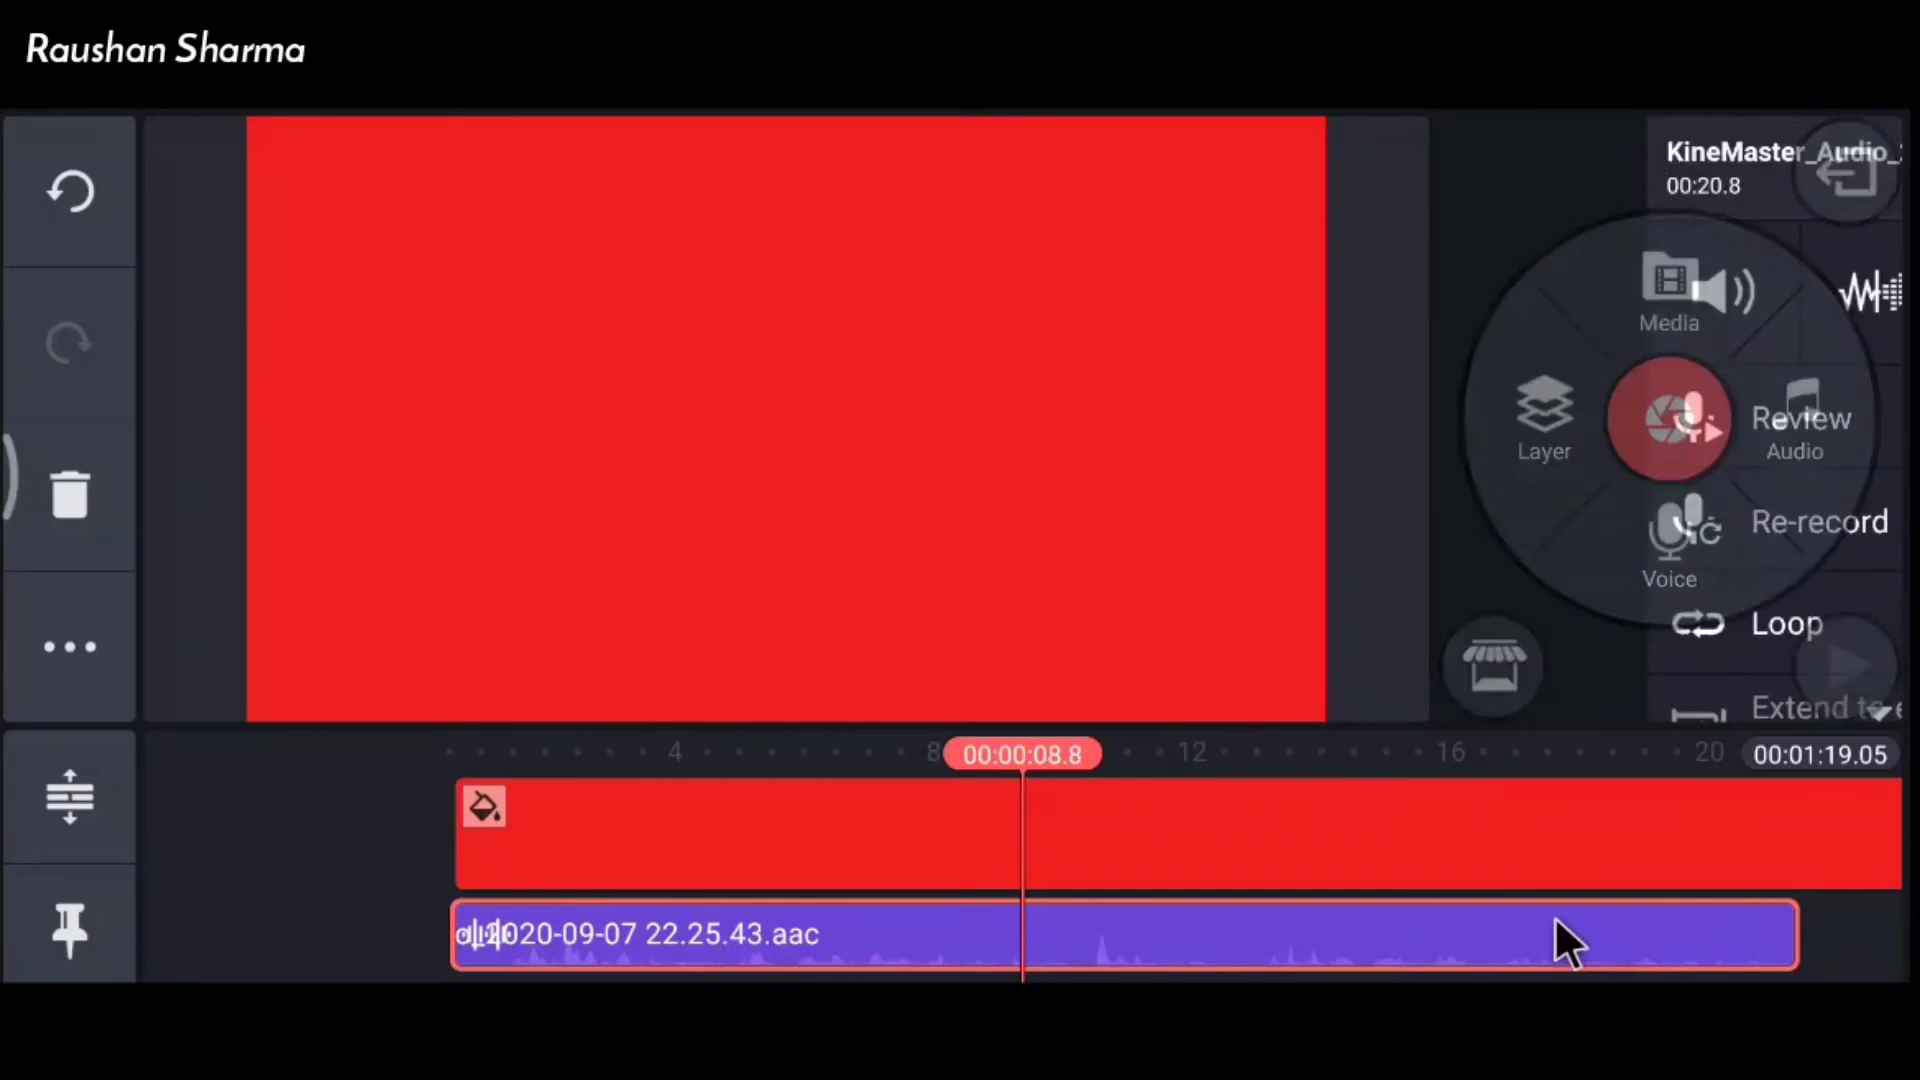 Raushan Sharma
KineMaster_Audio_
00:20.8
Media
Layer
Review
Audio
Re-record
Voice
Loop
Extend to e
4
8
00:00:08.8
12
16
20
00:01:19.05
2020-09-07 22.25.43.aac